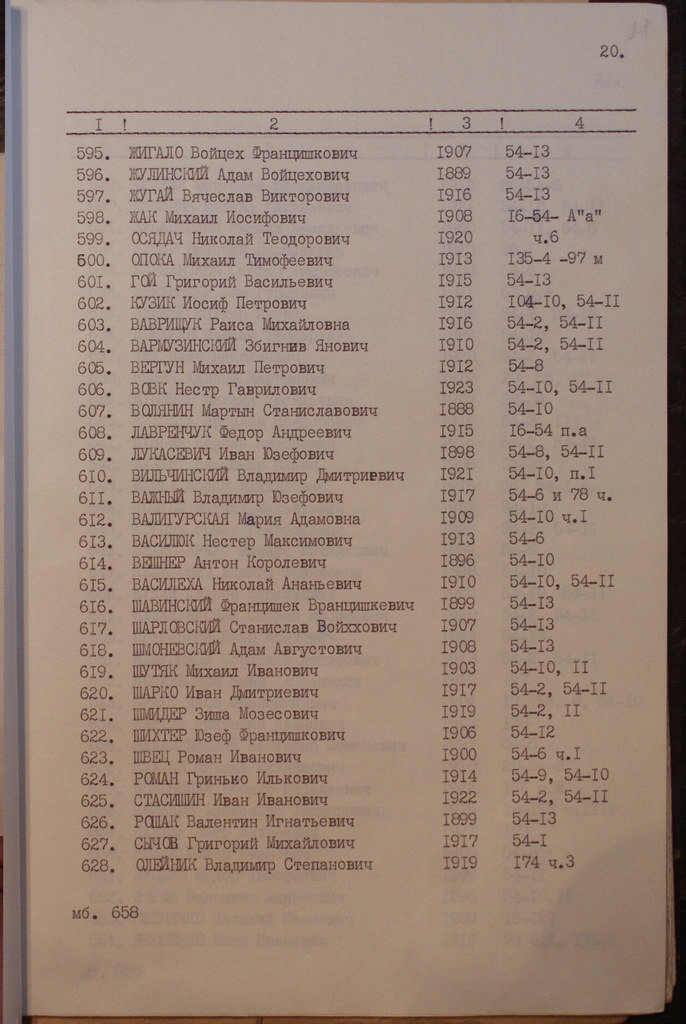 20.
I ! 2 ! 3 ! 4
595. ЖИГАЛО Войцех Францишкович 1907 54-13
596. ЖУЛИНСКИЙ Адам Войцехович 1889 54-13
597. ЖУГАЙ Вячеслав Викторович 1916 54-13
598. ЖАК Михаил Иосифович 1908 16-54- А"а"
599. ОСЯДАЧ Николай Теодорович 1920 ч.6
500. ОПОКА Михаил Тимофеевич 1913 135-4 -97 м
601. ГОЙ Григорий Васильевич 1915 54-13
602. КУЗИК Иосиф Петрович 1912 104-10, 54-11
603. ВАВРИЩУК Раиса Михайловна 1916 54-2, 54-11
604. ВАРМУЗИНСКИЙ Збигнив Янович 1910 54-2, 54-11
605. ВЕРГУН Михаил Петрович 1912 54-8
606. ВОВК Нестр Гаврилович 1923 54-10, 54-11
607. ВОЛЯНИН Мартын Станиславович 1888 54-10
608. ЛАВРЕНЧУК Федор Андреевич 1915 16-54 п.а
609. ЛУКАСЕВИЧ Иван Юзефович 1898 54-8, 54-11
610. ВИЛЬЧИНСКИЙ Владимир Дмитриевич 1921 54-10, п.1
611. ВАЖНЫЙ Владимир Юзефович 1917 54-6 и 78 ч.
612. ВАЛИГУРСКАЯ Мария Адамовна 1909 54-10 ч.1
613. ВАСИЛЮК Нестер Максимович 1913 54-6
614. ВЕШНЕР Антон Королевич 1896 54-10
615. ВАСИЛЕХА Николай Ананьевич 1910 54-10, 54-11
616. ШАВИНСКИЙ Францишек Вранцишкевич 1899 54-13
617. ШАРЛОВСКИЙ Станислав Войххович 1907 54-13
618. ШМОНЕВСКИЙ Адам Августович 1908 54-13
619. ШУТЯК Михаил Иванович 1903 54-10, 11
620. ШАРКО Иван Дмитриевич 1917 54-2, 54-11
621. ШМИДЕР Зиша Мозесович 1919 54-2, 11
622. ШИХТЕР Юзеф Францишкович 1906 54-12
623. ШВЕЦ Роман Иванович 1900 54-6 ч.1
624. РОМАН Гринько Илькович 1914 54-9, 54-10
625. СТАСИШИН Иван Иванович 1922 54-2, 54-11
626. РОШАК Валентин Игнатьевич 1899 54-13
627. СЫЧОВ Григорий Михайлович 1917 54-1
628. ОЛЕЙНИК Владимир Степанович 1919 174 ч.3
мб. 658